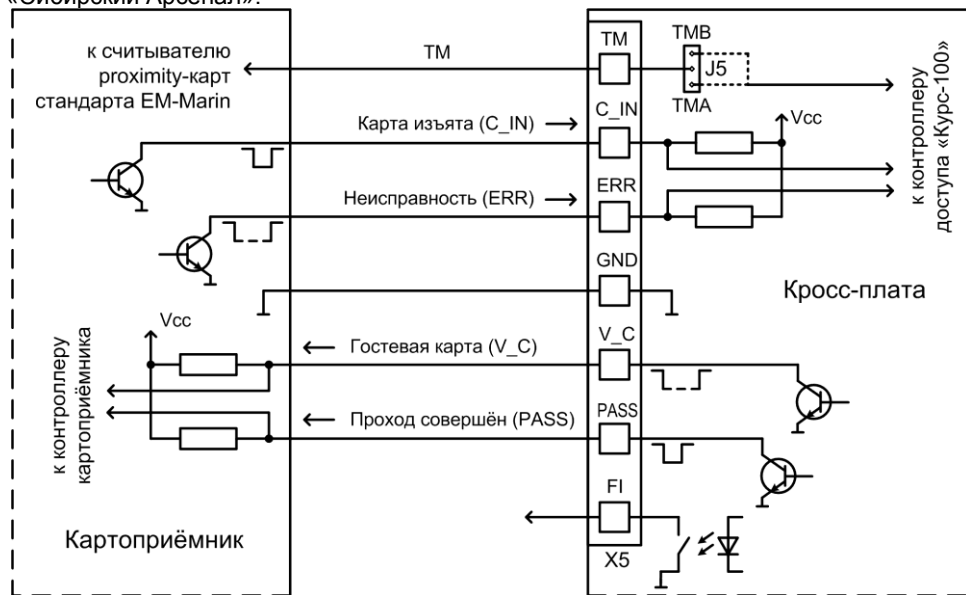 «Сибирский Арсенал».
к считывателю
proximity-карт
стандарта EM-Marin
TM
TM
TMB
J5
TMA
Карта изъята (C_IN)
C_IN
Vcc
к контроллеру
доступа «Курс-100»
Неисправность (ERR)
ERR
GND
Кросс-плата
Vcc
Гостевая карта (V_C)
V_C
к контроллеру
картоприёмника
Проход совершён (PASS)
PASS
FI
Картоприёмник
X5